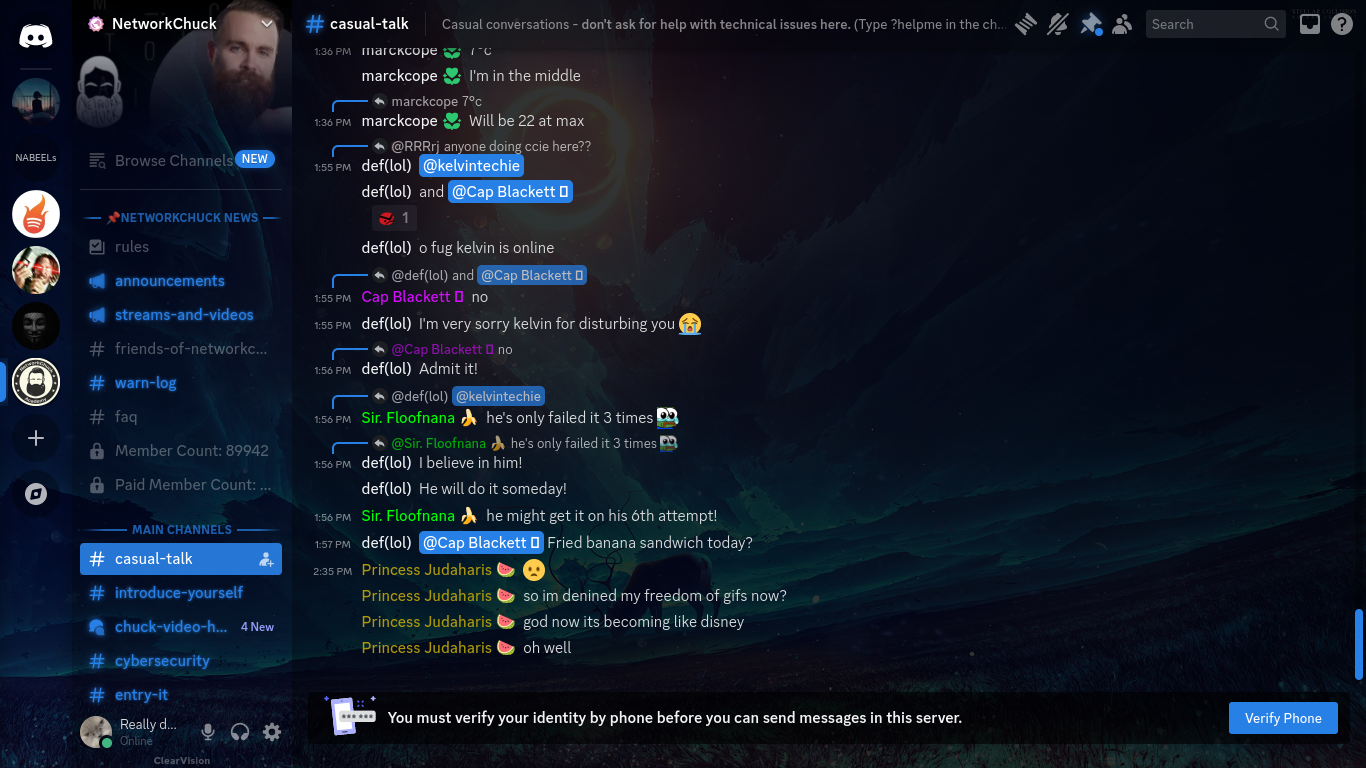 NetworkChuck
casual-talk
Casual conversations - don't ask for help with technical issues here. (Type ?helpme in the ch...
Search
NABEELs
Browse Channels
NEW
📌NETWORKCHUCK NEWS
rules
announcements
streams-and-videos
friends-of-networkc...
warn-log
faq
Member Count: 89942
Paid Member Count: ...
MAIN CHANNELS
casual-talk
introduce-yourself
chuck-video-h... 4 New
cybersecurity
entry-it
Really d...
Online
ClearVision
1:36 PM marckcope 7°c
marckcope I'm in the middle
marckcope 7°c
1:36 PM marckcope Will be 22 at max
@RRRrj anyone doing ccie here??
1:55 PM def(lol) @kelvintechie
def(lol) and @Cap Blackett
1
def(lol) o fug kelvin is online
@def(lol) and @Cap Blackett
1:55 PM Cap Blackett no
1:55 PM def(lol) I'm very sorry kelvin for disturbing you 😭
@Cap Blackett no
1:56 PM def(lol) Admit it!
@def(lol) @kelvintechie
1:56 PM Sir. Floofnana 🍌 he's only failed it 3 times
@Sir. Floofnana 🍌 he's only failed it 3 times
1:56 PM def(lol) I believe in him!
def(lol) He will do it someday!
1:56 PM Sir. Floofnana 🍌 he might get it on his 6th attempt!
1:57 PM def(lol) @Cap Blackett Fried banana sandwich today?
2:35 PM Princess Judaharis 🍉 🙁
Princess Judaharis 🍉 so im denined my freedom of gifs now?
Princess Judaharis 🍉 god now its becoming like disney
Princess Judaharis 🍉 oh well
You must verify your identity by phone before you can send messages in this server.
Verify Phone